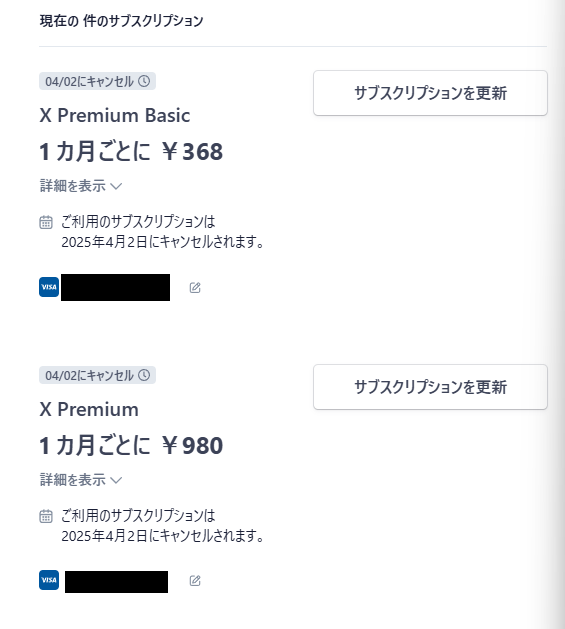 現在の 件のサブスクリプション
04/02にキャンセル
サブスクリプションを更新
X Premium Basic
1 カ月ごとに ￥368
詳細を表示
ご利用のサブスクリプションは
2025年4月2日にキャンセルされます。
VISA
04/02にキャンセル
サブスクリプションを更新
X Premium
1 カ月ごとに ￥980
詳細を表示
ご利用のサブスクリプションは
2025年4月2日にキャンセルされます。
VISA